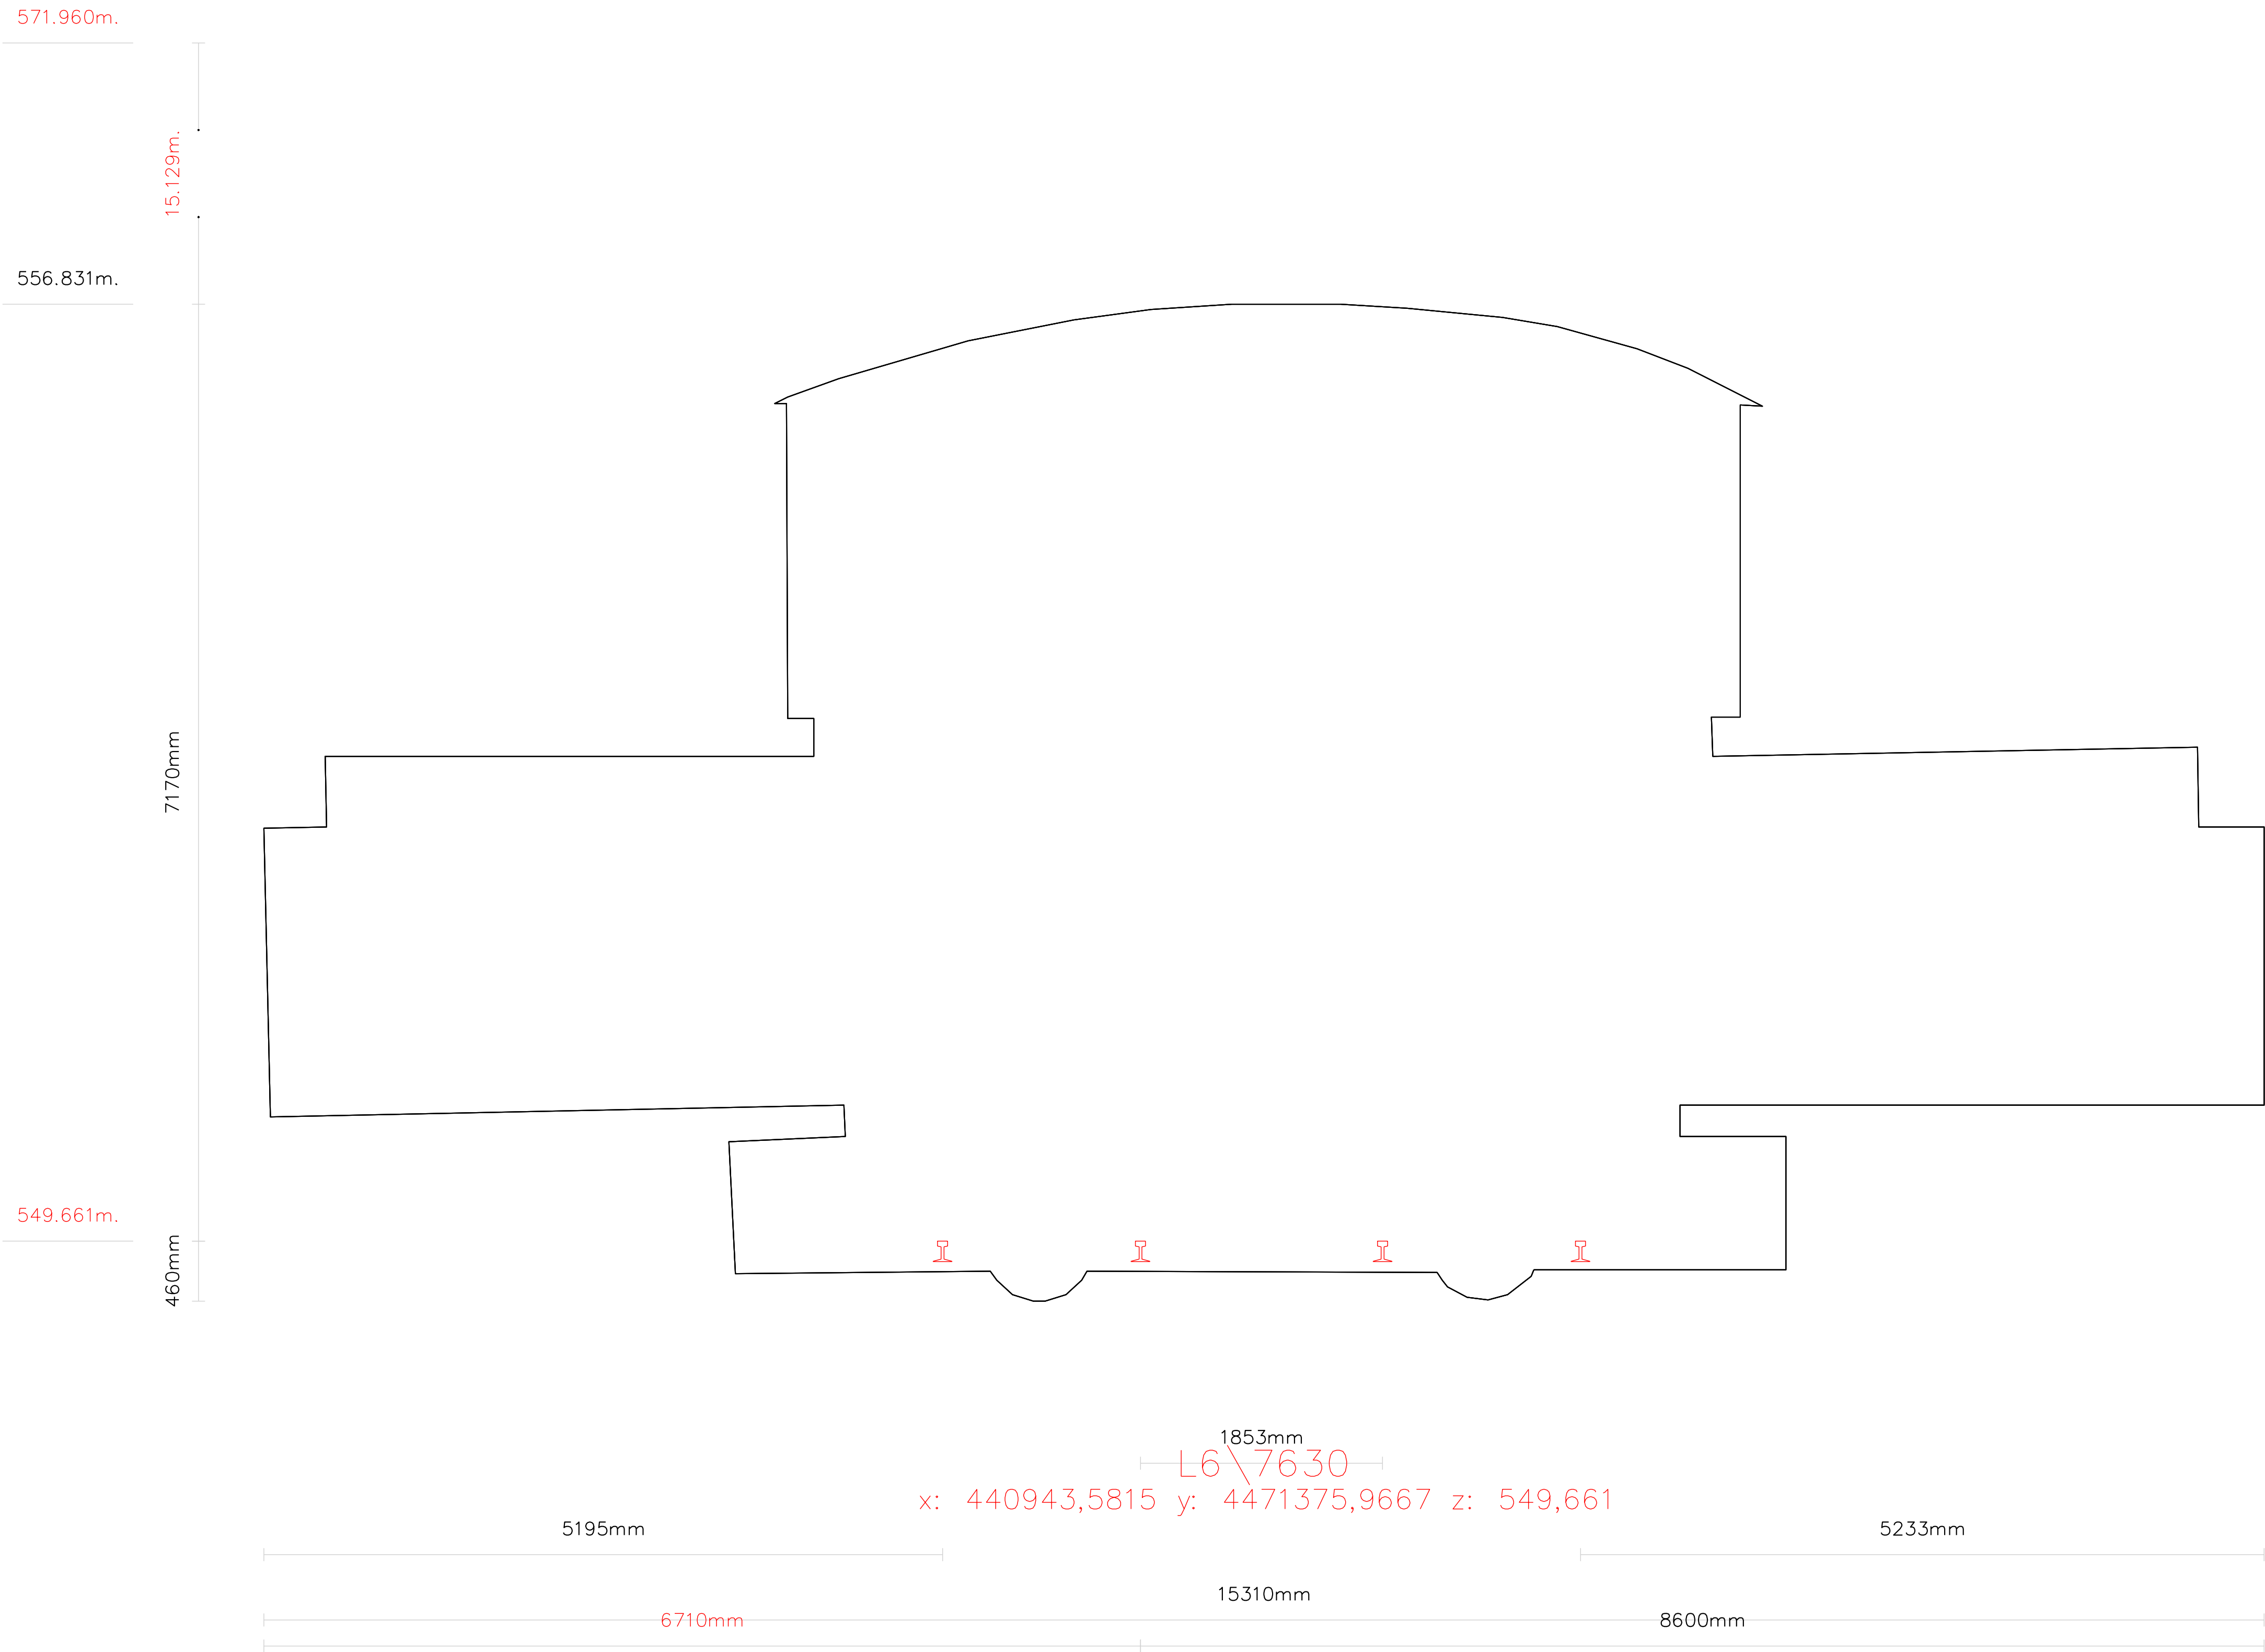 571.960m.
15.129m.
556.831m.
7170mm
549.661m.
460mm
1853mm
L6\7630
x: 440943,5815 y: 4471375,9667 z: 549,661
5195mm
5233mm
15310mm
6710mm
8600mm